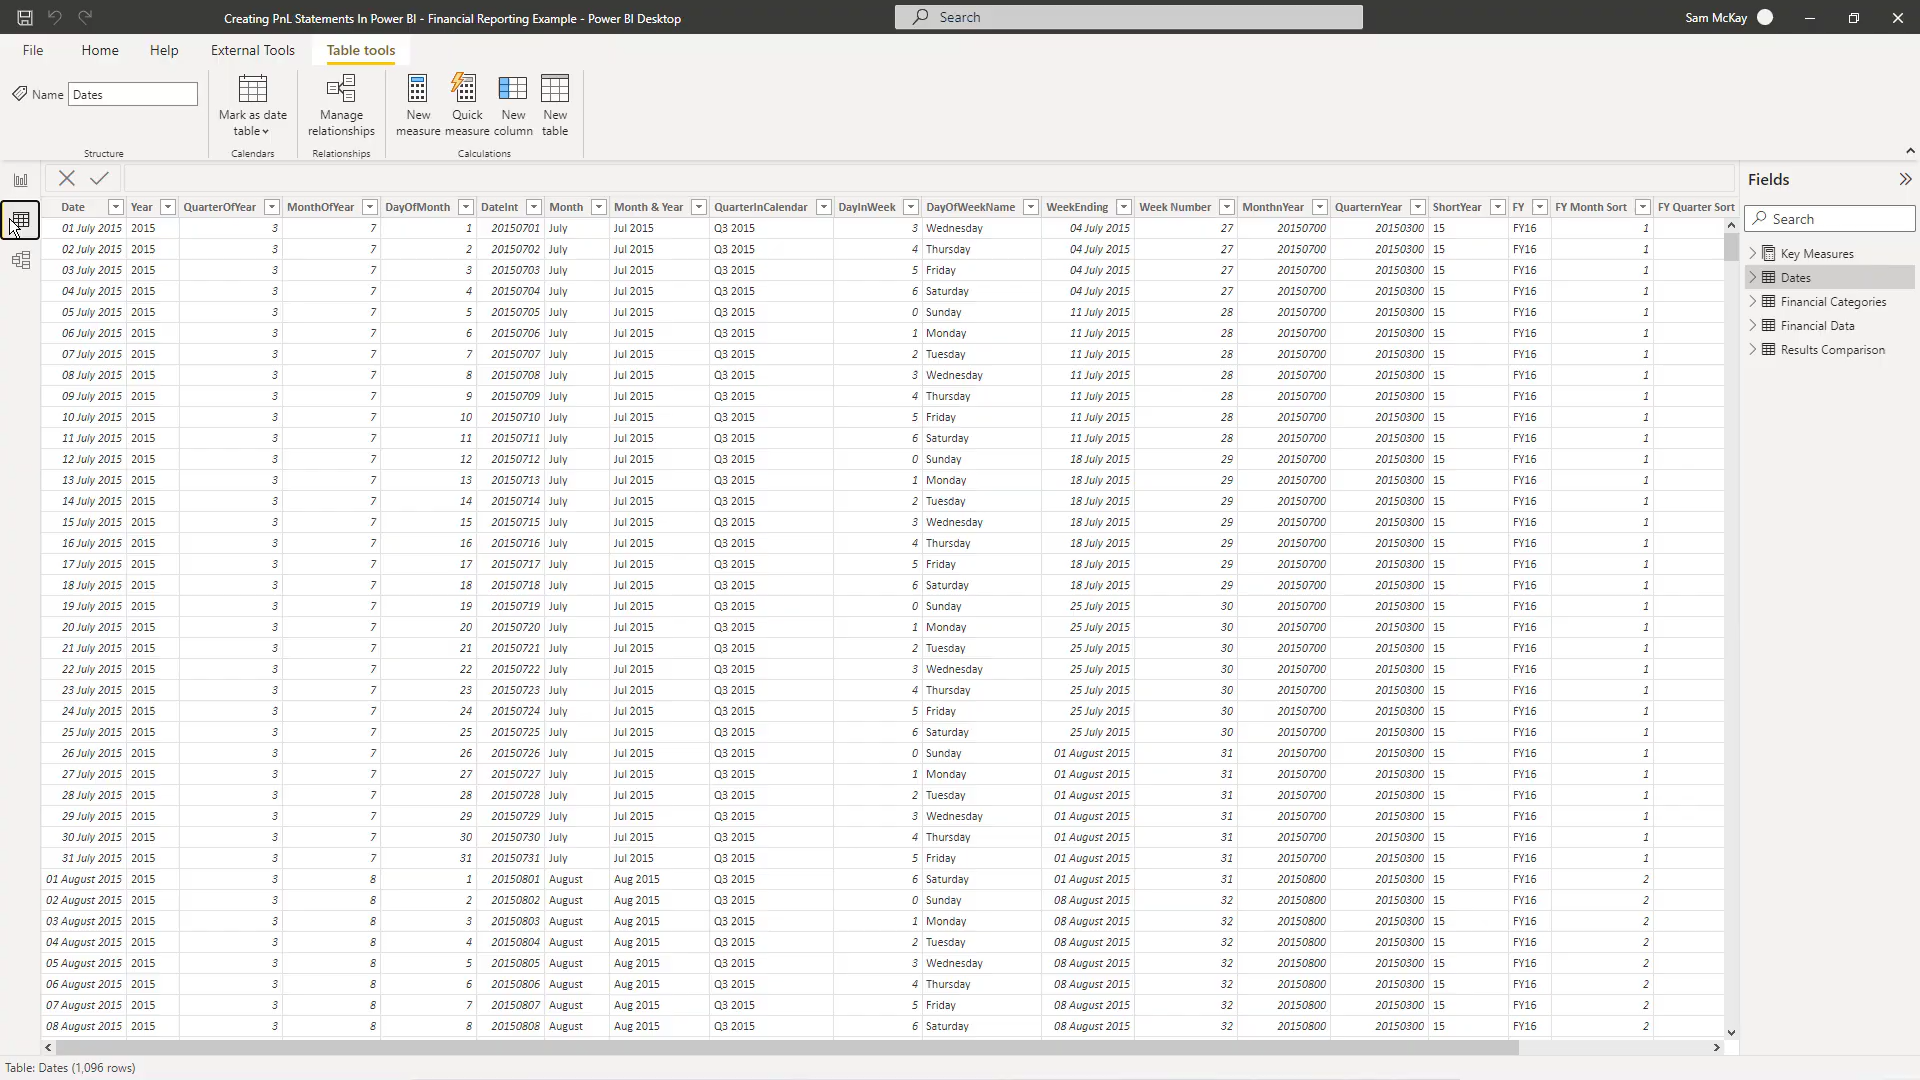 Creating PnL Statements In Power BI - Financial Reporting Example - Power BI Desktop
Search
Sam McKay
File Home Help External Tools Table tools
Name Dates
Mark as date table
Manage relationships
New measure
Quick measure
New column
New table
Structure Calendars Relationships Calculations
Fields
Search
Key Measures
Dates
Financial Categories
Financial Data
Results Comparison
Date Year QuarterOfYear MonthOfYear DayOfMonth DateInt Month Month & Year QuarterInCalendar DayInWeek DayOfWeekName WeekEnding Week Number MonthnYear QuarternYear ShortYear FY FY Month Sort FY Quarter Sort
01 July 2015 2015 3 7 1 20150701 July Jul 2015 Q3 2015 3 Wednesday 04 July 2015 27 20150700 20150300 15 FY16 1
02 July 2015 2015 3 7 2 20150702 July Jul 2015 Q3 2015 4 Thursday 04 July 2015 27 20150700 20150300 15 FY16 1
03 July 2015 2015 3 7 3 20150703 July Jul 2015 Q3 2015 5 Friday 04 July 2015 27 20150700 20150300 15 FY16 1
04 July 2015 2015 3 7 4 20150704 July Jul 2015 Q3 2015 6 Saturday 04 July 2015 27 20150700 20150300 15 FY16 1
05 July 2015 2015 3 7 5 20150705 July Jul 2015 Q3 2015 0 Sunday 11 July 2015 28 20150700 20150300 15 FY16 1
06 July 2015 2015 3 7 6 20150706 July Jul 2015 Q3 2015 1 Monday 11 July 2015 28 20150700 20150300 15 FY16 1
07 July 2015 2015 3 7 7 20150707 July Jul 2015 Q3 2015 2 Tuesday 11 July 2015 28 20150700 20150300 15 FY16 1
08 July 2015 2015 3 7 8 20150708 July Jul 2015 Q3 2015 3 Wednesday 11 July 2015 28 20150700 20150300 15 FY16 1
09 July 2015 2015 3 7 9 20150709 July Jul 2015 Q3 2015 4 Thursday 11 July 2015 28 20150700 20150300 15 FY16 1
10 July 2015 2015 3 7 10 20150710 July Jul 2015 Q3 2015 5 Friday 11 July 2015 28 20150700 20150300 15 FY16 1
11 July 2015 2015 3 7 11 20150711 July Jul 2015 Q3 2015 6 Saturday 11 July 2015 28 20150700 20150300 15 FY16 1
12 July 2015 2015 3 7 12 20150712 July Jul 2015 Q3 2015 0 Sunday 18 July 2015 29 20150700 20150300 15 FY16 1
13 July 2015 2015 3 7 13 20150713 July Jul 2015 Q3 2015 1 Monday 18 July 2015 29 20150700 20150300 15 FY16 1
14 July 2015 2015 3 7 14 20150714 July Jul 2015 Q3 2015 2 Tuesday 18 July 2015 29 20150700 20150300 15 FY16 1
15 July 2015 2015 3 7 15 20150715 July Jul 2015 Q3 2015 3 Wednesday 18 July 2015 29 20150700 20150300 15 FY16 1
16 July 2015 2015 3 7 16 20150716 July Jul 2015 Q3 2015 4 Thursday 18 July 2015 29 20150700 20150300 15 FY16 1
17 July 2015 2015 3 7 17 20150717 July Jul 2015 Q3 2015 5 Friday 18 July 2015 29 20150700 20150300 15 FY16 1
18 July 2015 2015 3 7 18 20150718 July Jul 2015 Q3 2015 6 Saturday 18 July 2015 29 20150700 20150300 15 FY16 1
19 July 2015 2015 3 7 19 20150719 July Jul 2015 Q3 2015 0 Sunday 25 July 2015 30 20150700 20150300 15 FY16 1
20 July 2015 2015 3 7 20 20150720 July Jul 2015 Q3 2015 1 Monday 25 July 2015 30 20150700 20150300 15 FY16 1
21 July 2015 2015 3 7 21 20150721 July Jul 2015 Q3 2015 2 Tuesday 25 July 2015 30 20150700 20150300 15 FY16 1
22 July 2015 2015 3 7 22 20150722 July Jul 2015 Q3 2015 3 Wednesday 25 July 2015 30 20150700 20150300 15 FY16 1
23 July 2015 2015 3 7 23 20150723 July Jul 2015 Q3 2015 4 Thursday 25 July 2015 30 20150700 20150300 15 FY16 1
24 July 2015 2015 3 7 24 20150724 July Jul 2015 Q3 2015 5 Friday 25 July 2015 30 20150700 20150300 15 FY16 1
25 July 2015 2015 3 7 25 20150725 July Jul 2015 Q3 2015 6 Saturday 25 July 2015 30 20150700 20150300 15 FY16 1
26 July 2015 2015 3 7 26 20150726 July Jul 2015 Q3 2015 0 Sunday 01 August 2015 31 20150700 20150300 15 FY16 1
27 July 2015 2015 3 7 27 20150727 July Jul 2015 Q3 2015 1 Monday 01 August 2015 31 20150700 20150300 15 FY16 1
28 July 2015 2015 3 7 28 20150728 July Jul 2015 Q3 2015 2 Tuesday 01 August 2015 31 20150700 20150300 15 FY16 1
29 July 2015 2015 3 7 29 20150729 July Jul 2015 Q3 2015 3 Wednesday 01 August 2015 31 20150700 20150300 15 FY16 1
30 July 2015 2015 3 7 30 20150730 July Jul 2015 Q3 2015 4 Thursday 01 August 2015 31 20150700 20150300 15 FY16 1
31 July 2015 2015 3 7 31 20150731 July Jul 2015 Q3 2015 5 Friday 01 August 2015 31 20150700 20150300 15 FY16 1
01 August 2015 2015 3 8 1 20150801 August Aug 2015 Q3 2015 6 Saturday 01 August 2015 31 20150800 20150300 15 FY16 2
02 August 2015 2015 3 8 2 20150802 August Aug 2015 Q3 2015 0 Sunday 08 August 2015 32 20150800 20150300 15 FY16 2
03 August 2015 2015 3 8 3 20150803 August Aug 2015 Q3 2015 1 Monday 08 August 2015 32 20150800 20150300 15 FY16 2
04 August 2015 2015 3 8 4 20150804 August Aug 2015 Q3 2015 2 Tuesday 08 August 2015 32 20150800 20150300 15 FY16 2
05 August 2015 2015 3 8 5 20150805 August Aug 2015 Q3 2015 3 Wednesday 08 August 2015 32 20150800 20150300 15 FY16 2
06 August 2015 2015 3 8 6 20150806 August Aug 2015 Q3 2015 4 Thursday 08 August 2015 32 20150800 20150300 15 FY16 2
07 August 2015 2015 3 8 7 20150807 August Aug 2015 Q3 2015 5 Friday 08 August 2015 32 20150800 20150300 15 FY16 2
08 August 2015 2015 3 8 8 20150808 August Aug 2015 Q3 2015 6 Saturday 08 August 2015 32 20150800 20150300 15 FY16 2
Table: Dates (1,096 rows)